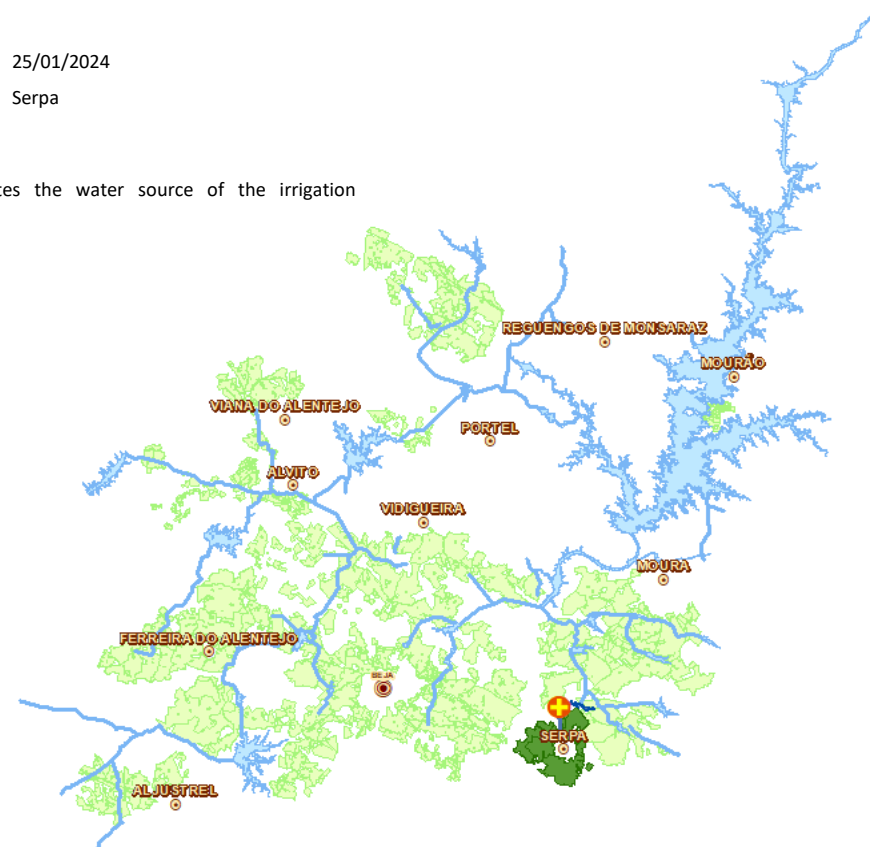 25/01/2024
Serpa
tes the water source of the irrigation
REGUENGOS DE MONSARAZ
MOURÃO
VIANA DO ALENTEJO
PORTEL
ALVITO
VIDIGUEIRA
MOURA
FERREIRA DO ALENTEJO
BEJA
SERPA
ALJUSTREL